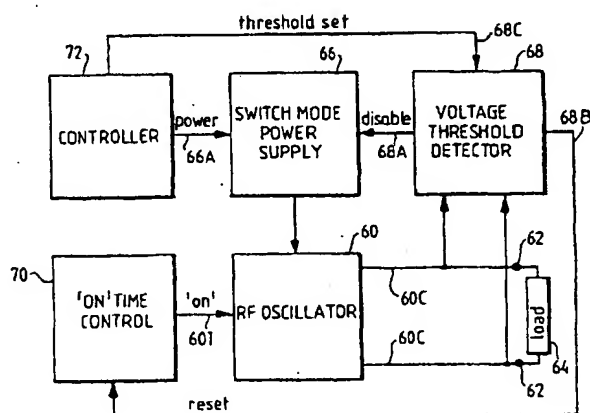 threshold set
68C
72
66
68
CONTROLLER
power
66A
SWITCH MODE
POWER
SUPPLY
disable
68A
VOLTAGE
THRESHOLD
DETECTOR
68B
60
62
70
'ON' TIME
CONTROL
'on'
601
RF OSCILLATOR
60C
60C
load
64
62
reset